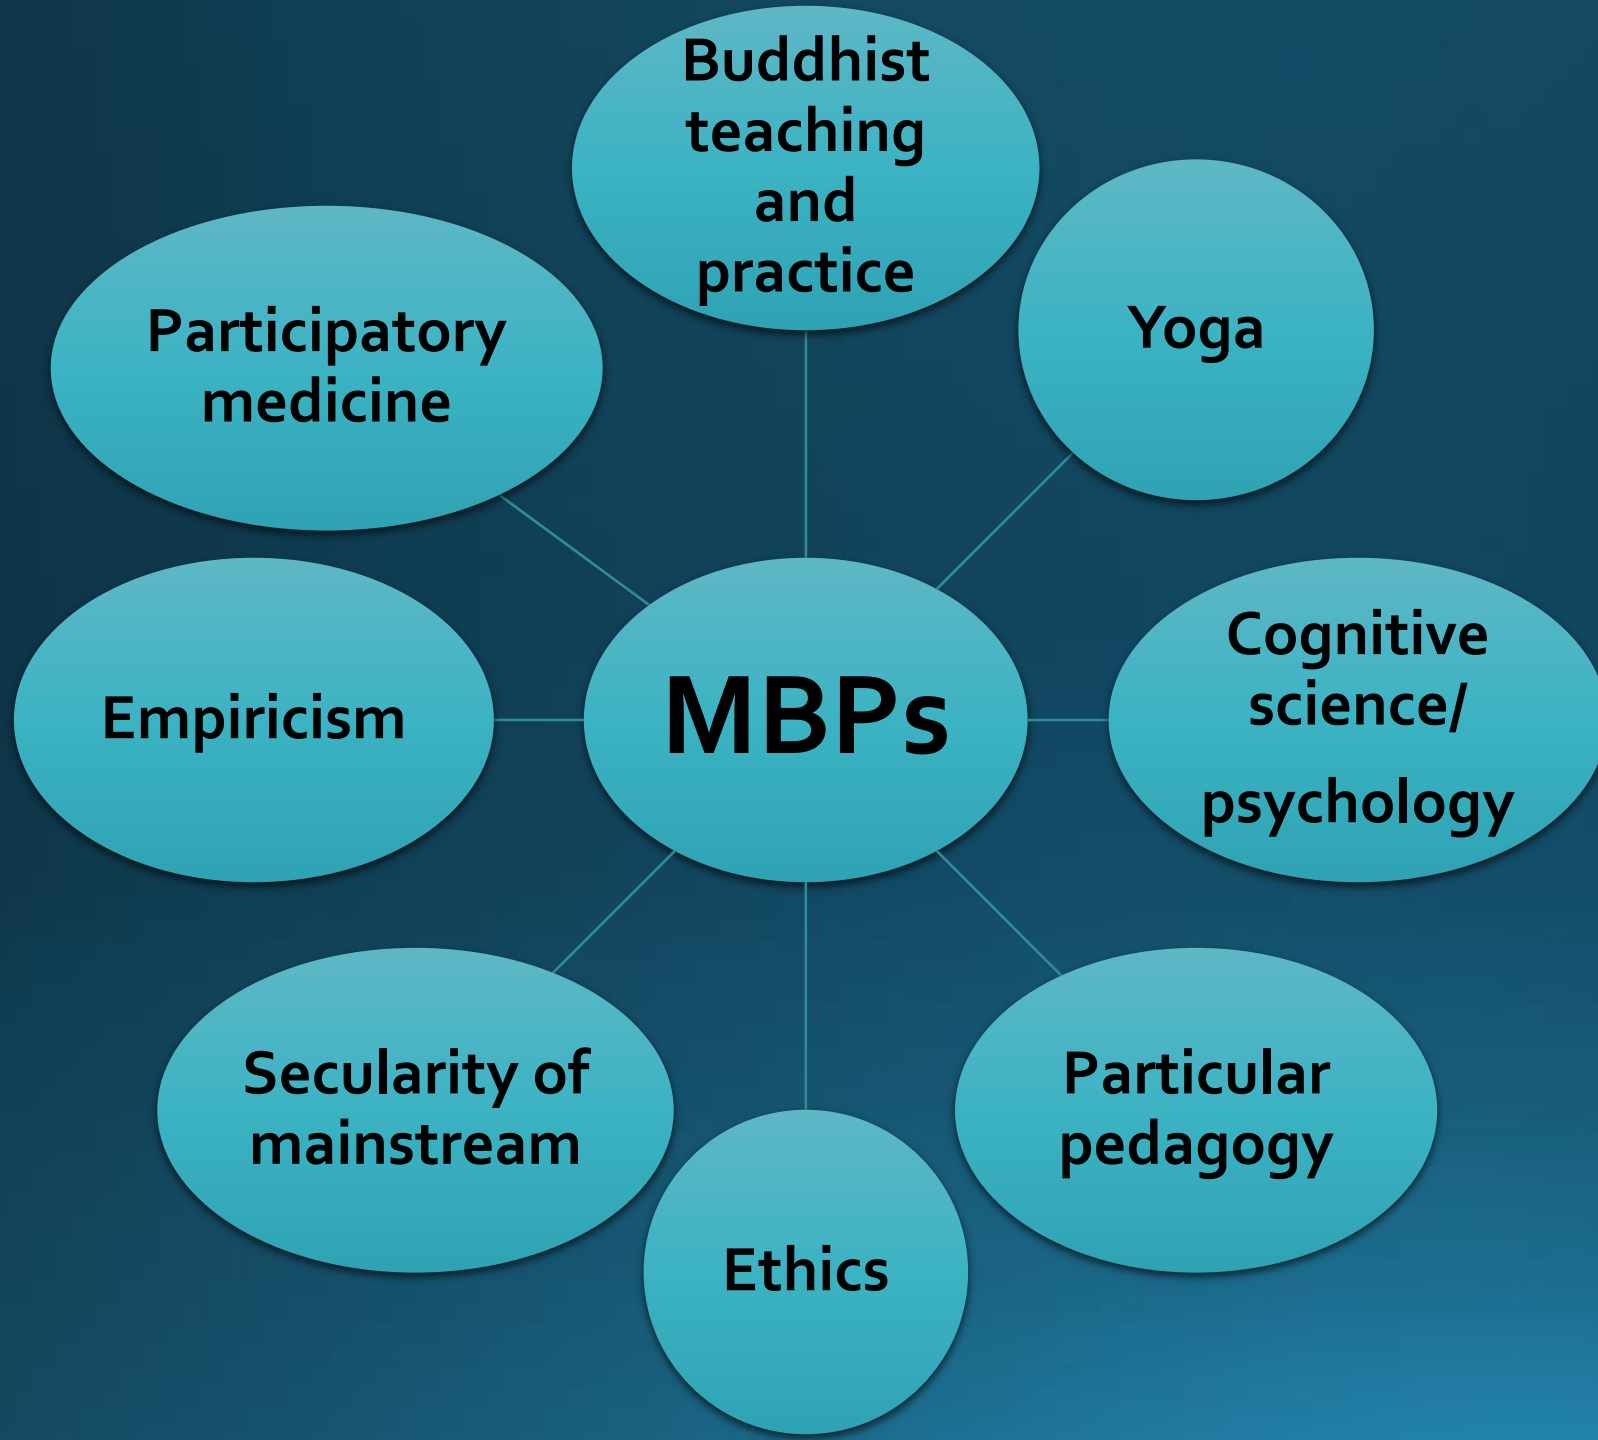 Buddhist
teaching
and
practice
Yoga
Participatory
medicine
Cognitive
science/
psychology
Empiricism
MBPs
Secularity of
mainstream
Particular
pedagogy
Ethics